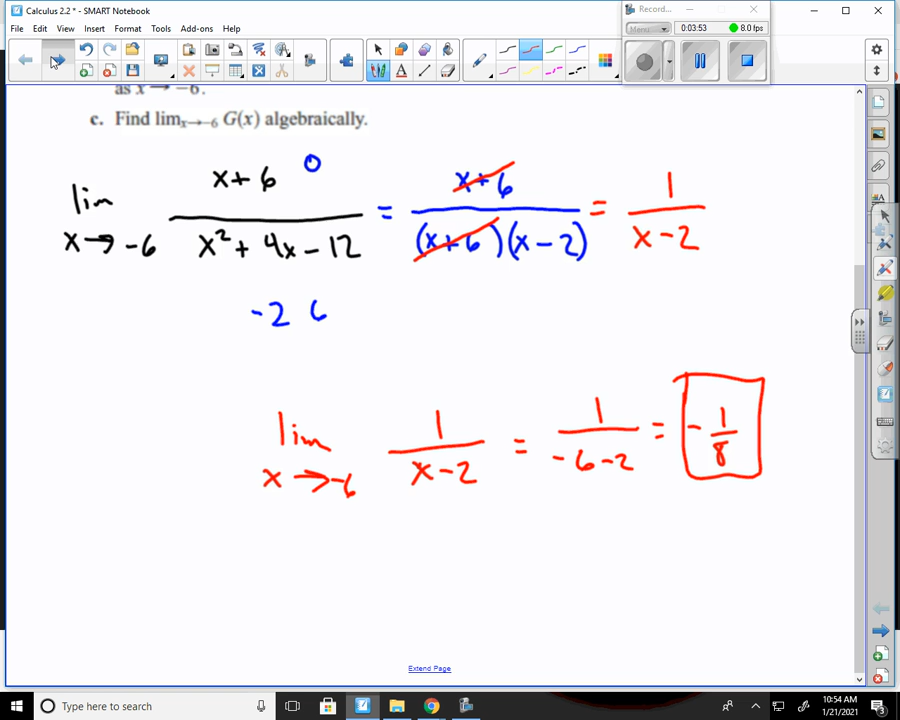 Calculus 2.2 * - SMART Notebook
Record...
File Edit View Insert Format Tools Add-ons Help
Menu
0:03:53
8.0 fps
as x → −6.
c. Find lim x→−6 G(x) algebraically.
lim x→-6 (x+6)/(x² + 4x - 12) = (x+6)/((x+6)(x-2)) = 1/(x-2)
0
-2 6
lim x→-6 1/(x-2) = 1/(-6-2) = -1/8
Extend Page
Type here to search
10:54 AM
1/21/2021
3